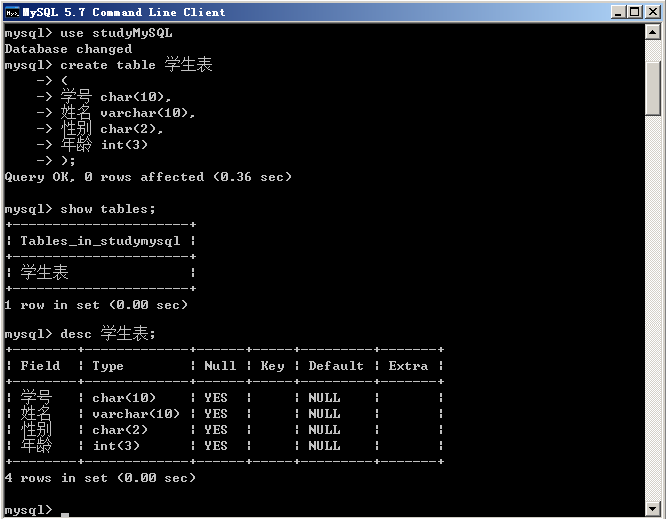 MySQL 5.7 Command Line Client
mysql> use studyMySQL
Database changed
mysql> create table 学生表
    -> (
    -> 学号 char(10),
    -> 姓名 varchar(10),
    -> 性别 char(2),
    -> 年龄 int(3)
    -> );
Query OK, 0 rows affected (0.36 sec)
mysql> show tables;
+----------------------+
| Tables_in_studymysql |
+----------------------+
| 学生表               |
+----------------------+
1 row in set (0.00 sec)
mysql> desc 学生表;
+--------+-------------+------+-----+---------+-------+
| Field  | Type        | Null | Key | Default | Extra |
+--------+-------------+------+-----+---------+-------+
| 学号   | char(10)    | YES  |     | NULL    |       |
| 姓名   | varchar(10) | YES  |     | NULL    |       |
| 性别   | char(2)     | YES  |     | NULL    |       |
| 年龄   | int(3)      | YES  |     | NULL    |       |
+--------+-------------+------+-----+---------+-------+
4 rows in set (0.00 sec)
mysql> _